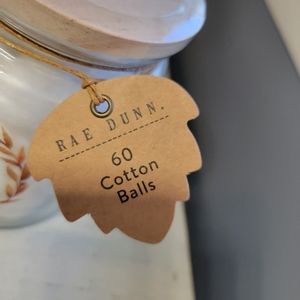 RAE DUNN.
60
Cotton
Balls